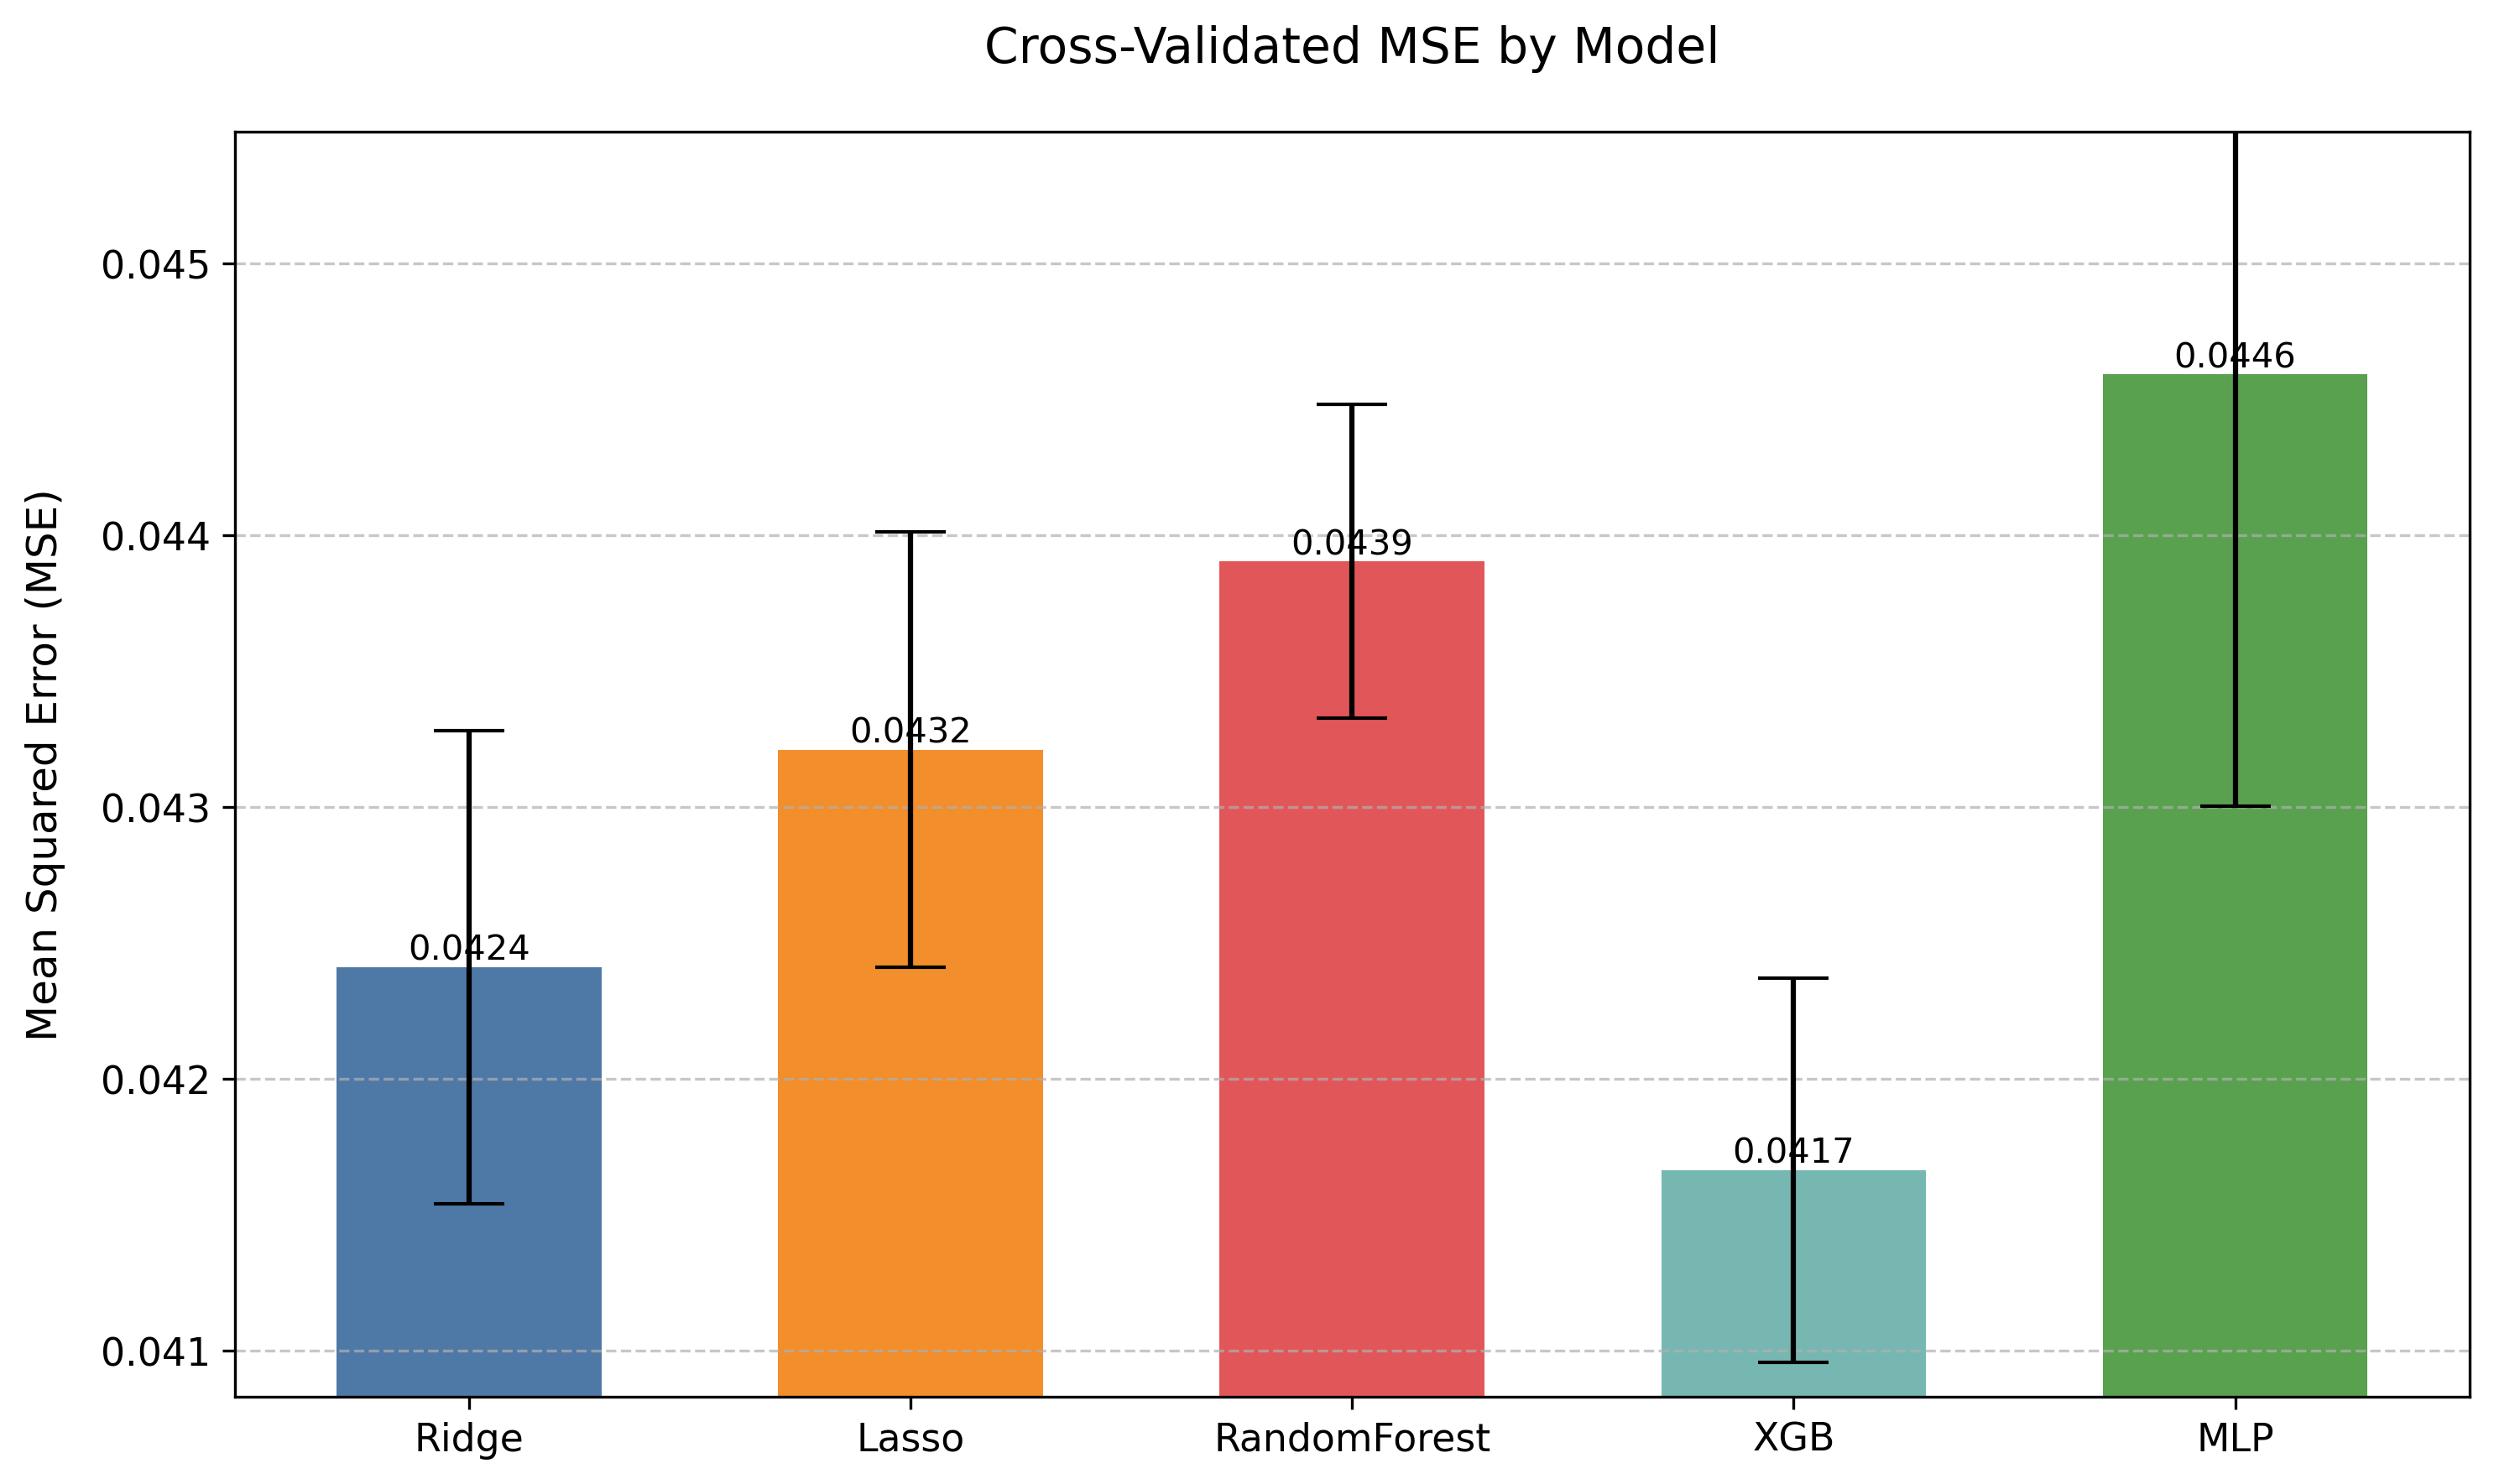 Cross-Validated MSE by Model
Mean Squared Error (MSE)
0.045
0.044
0.043
0.042
0.041
0.0424
0.0432
0.0439
0.0417
0.0446
Ridge
Lasso
RandomForest
XGB
MLP